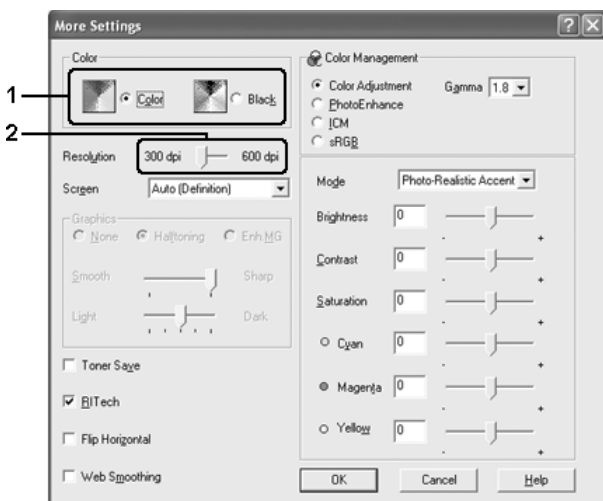 More Settings
Color
1
Color
Black
2
Resolution 300 dpi 600 dpi
Screen Auto (Definition)
Graphics
None Halftoning Enh.MG
Smooth Sharp
Light Dark
Toner Save
RITech
Flip Horizontal
Web Smoothing
Color Management
Color Adjustment Gamma 1.8
PhotoEnhance
ICM
sRGB
Mode Photo-Realistic Accent
Brightness 0
- +
Contrast 0
- +
Saturation 0
- +
Cyan 0
- +
Magenta 0
- +
Yellow 0
- +
OK Cancel Help